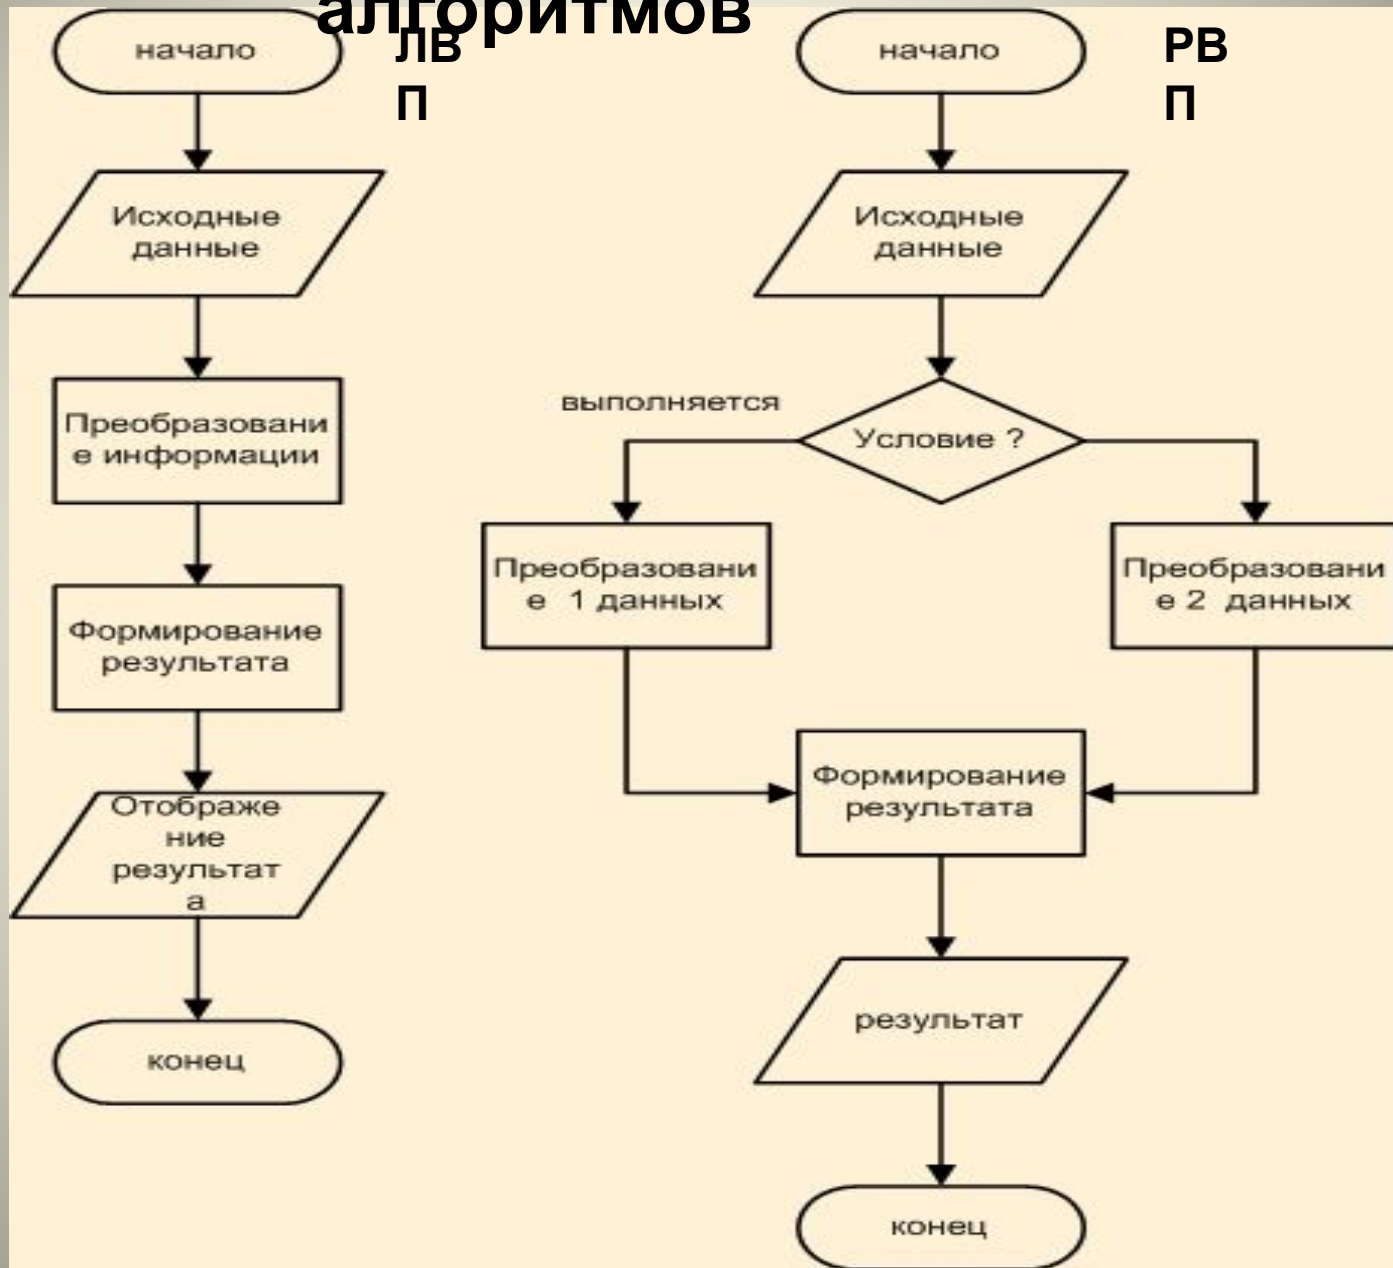 алгоритмов
начало
ЛВ
П
Исходные
данные
Преобразовани
е информации
Формирование
результата
Отображе
ние
результат
а
конец
начало
РВ
П
Исходные
данные
выполняется
Условие ?
Преобразовани
е 1 данных
Преобразовани
е 2 данных
Формирование
результата
результат
конец